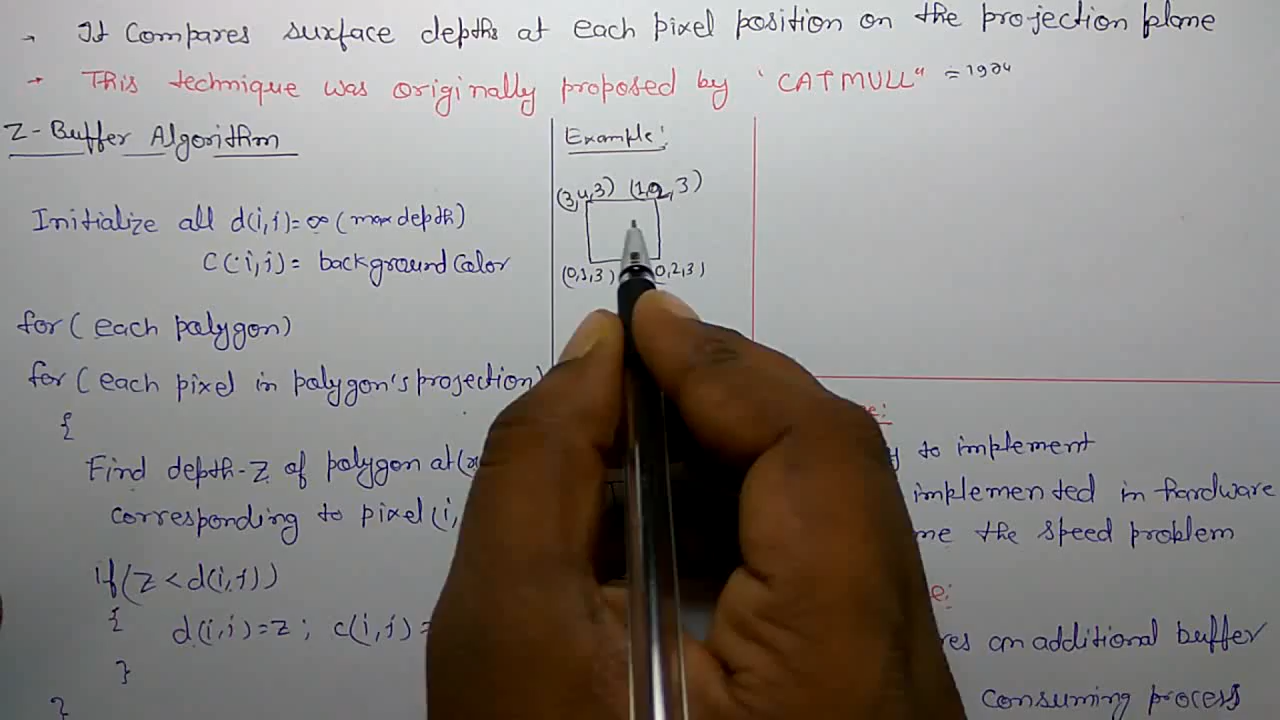 → It compares surface depths at each pixel position on the projection plane
→ This technique was originally proposed by "CATMULL" =
Z-Buffer Algorithm
Initialize all d(i,j)=∞ (max depth)
c(i,j)= background color
for( each polygon)
for( each pixel in polygon's projection)
{
Find depth-z of polygon at(
corresponding to pixel(i,
if(z<d(i,j))
{ d(i,j)=z; c(i,j)=
}
}
Example:
(3,4,3) (1, ,3)
(0,1,3) 0,2,3)
to implement
implemented in hardware
the speed problem
an additional buffer
consuming process